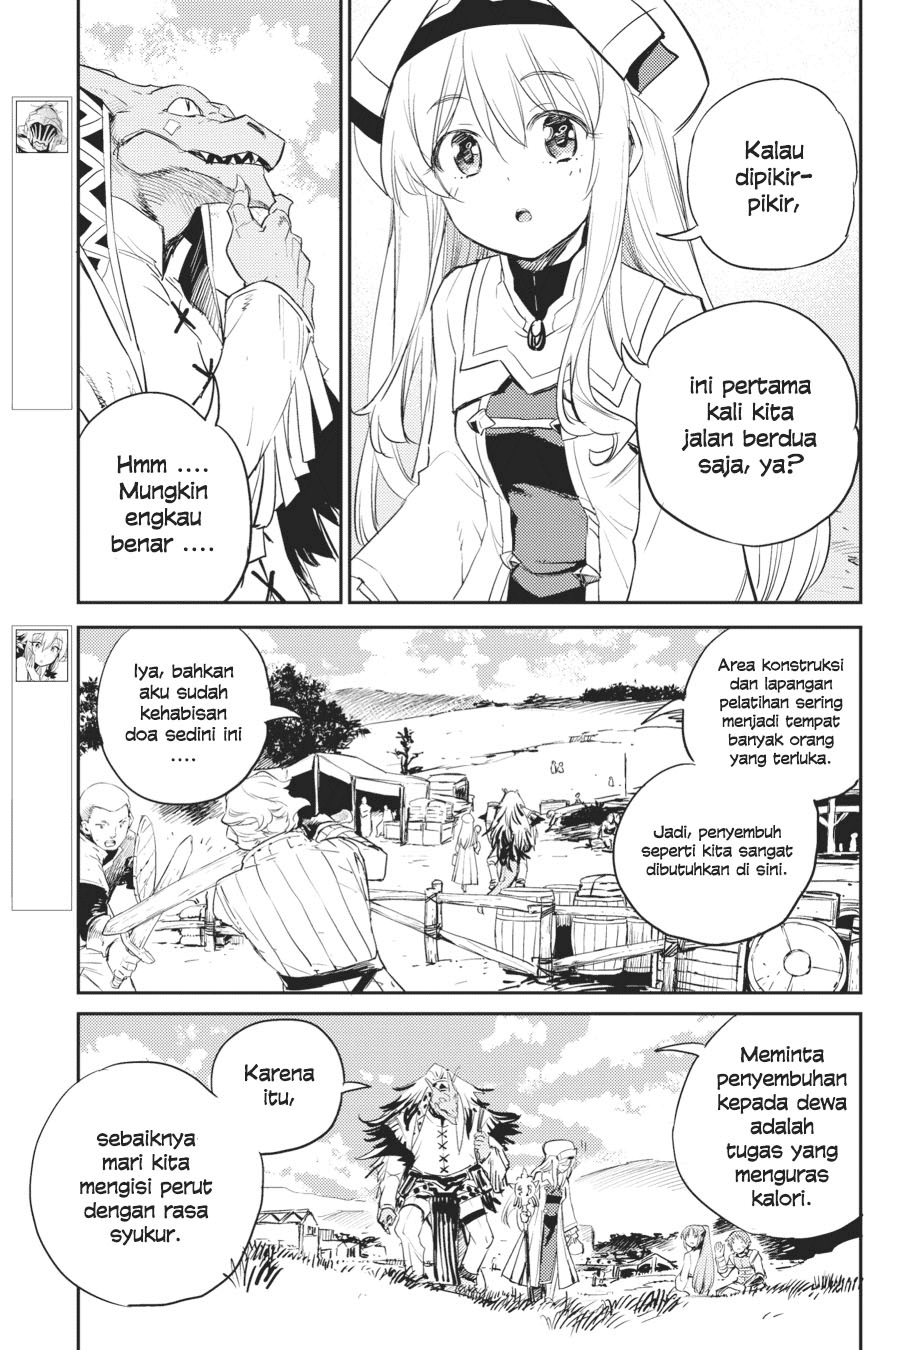 Kalau
dipikir-
pikir,
ini pertama
kali kita
jalan berdua
saja, ya?
Hmm ....
Mungkin
engkau
benar ....
Area konstruksi
dan lapangan
pelatihan sering
menjadi tempat
banyak orang
yang terluka.
Jadi, penyembuh
seperti kita sangat
dibutuhkan di sini.
Iya, bahkan
aku sudah
kehabisan
doa sedini ini
....
Meminta
penyembuhan
kepada dewa
adalah
tugas yang
menguras
kalori.
Karena
itu,
sebaiknya
mari kita
mengisi perut
dengan rasa
syukur.